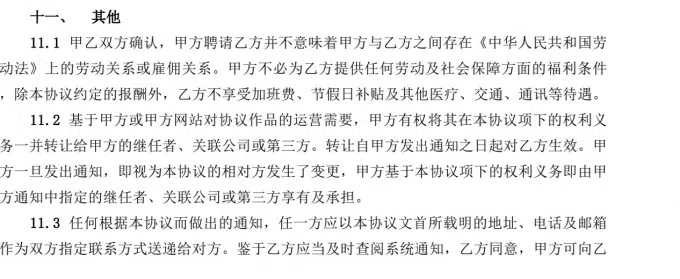 十一、 其他
11.1 甲乙双方确认，甲方聘请乙方并不意味着甲方与乙方之间存在《中华人民共和国劳
动法》上的劳动关系或雇佣关系。甲方不必为乙方提供任何劳动及社会保障方面的福利条件
，除本协议约定的报酬外，乙方不享受加班费、节假日补贴及其他医疗、交通、通讯等待遇。
11.2 基于甲方或甲方网站对协议作品的运营需要，甲方有权将其在本协议项下的权利义
务一并转让给甲方的继任者、关联公司或第三方。转让自甲方发出通知之日起对乙方生效。甲
方一旦发出通知，即视为本协议的相对方发生了变更，甲方基于本协议项下的权利义务即由甲
方通知中指定的继任者、关联公司或第三方享有及承担。
11.3 任何根据本协议而做出的通知，任一方应以本协议文首所载明的地址、电话及邮箱
作为双方指定联系方式送递给对方。鉴于乙方应当及时查阅系统通知，乙方同意，甲方可向乙